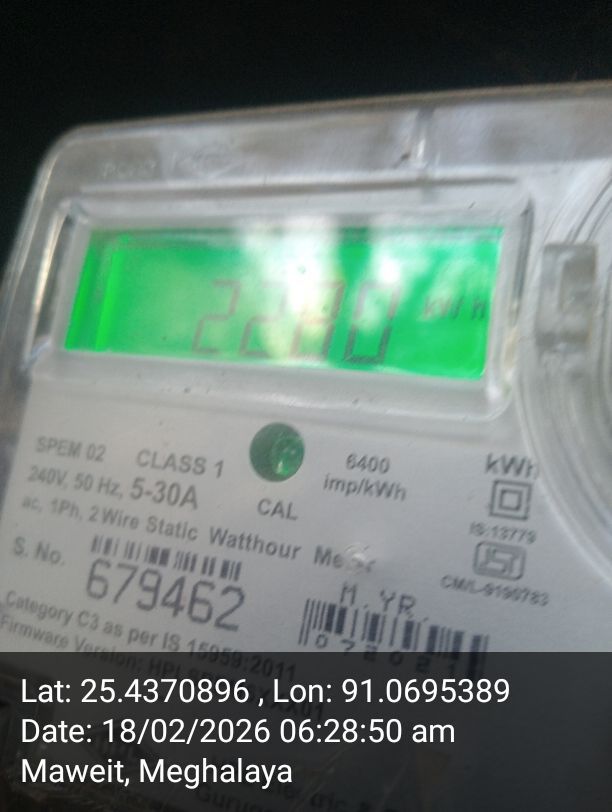 kWh
SPEM 02 CLASS 1
240V, 50 Hz, 5-30A
ac, 1Ph, 2 Wire Static Watthour Meter
CAL
6400
imp/kWh
kWh
IS:13779
CM/L-9190783
S. No.
679462
M.YR.
Category C3 as per IS 15959:2011
Firmware Version:
Lat: 25.4370896 , Lon: 91.0695389
Date: 18/02/2026 06:28:50 am
Maweit, Meghalaya